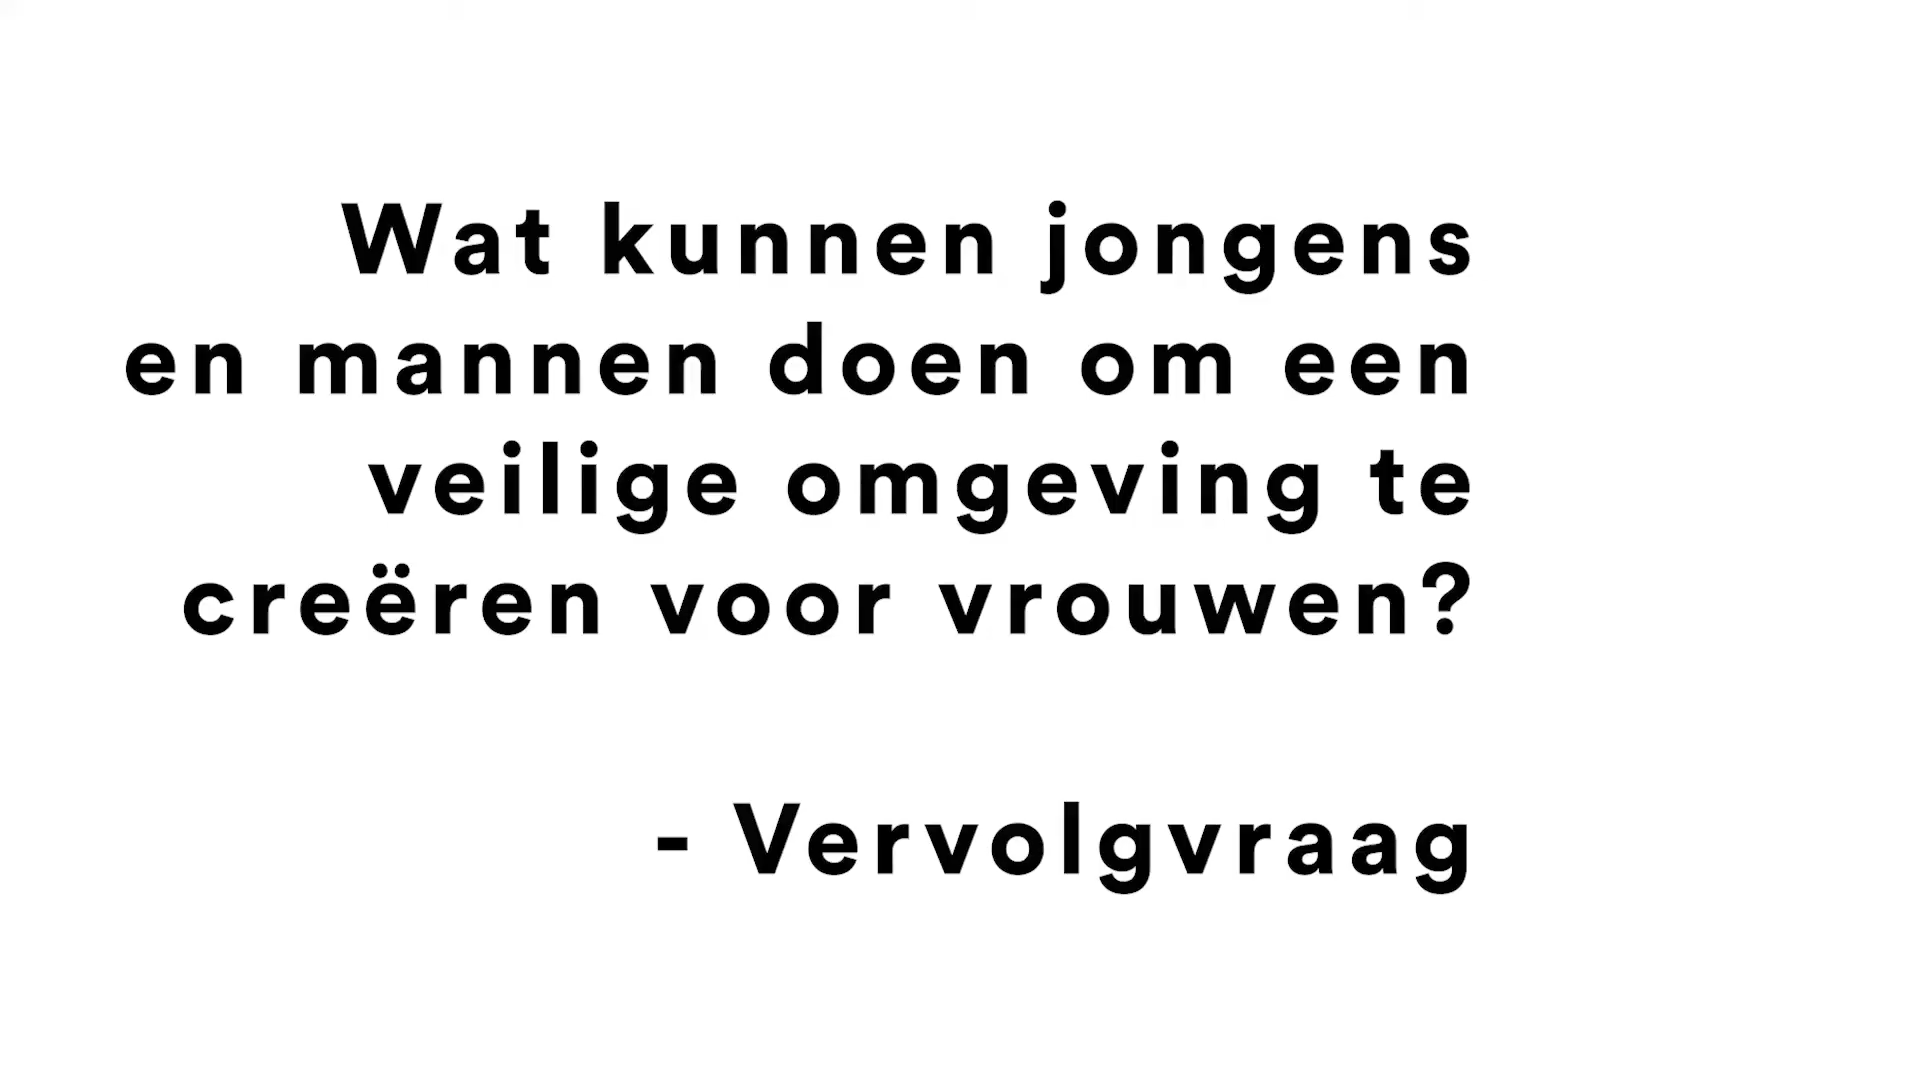 Wat kunnen jongens
en mannen doen om een
veilige omgeving te
creëren voor vrouwen?
- Vervolgvraag